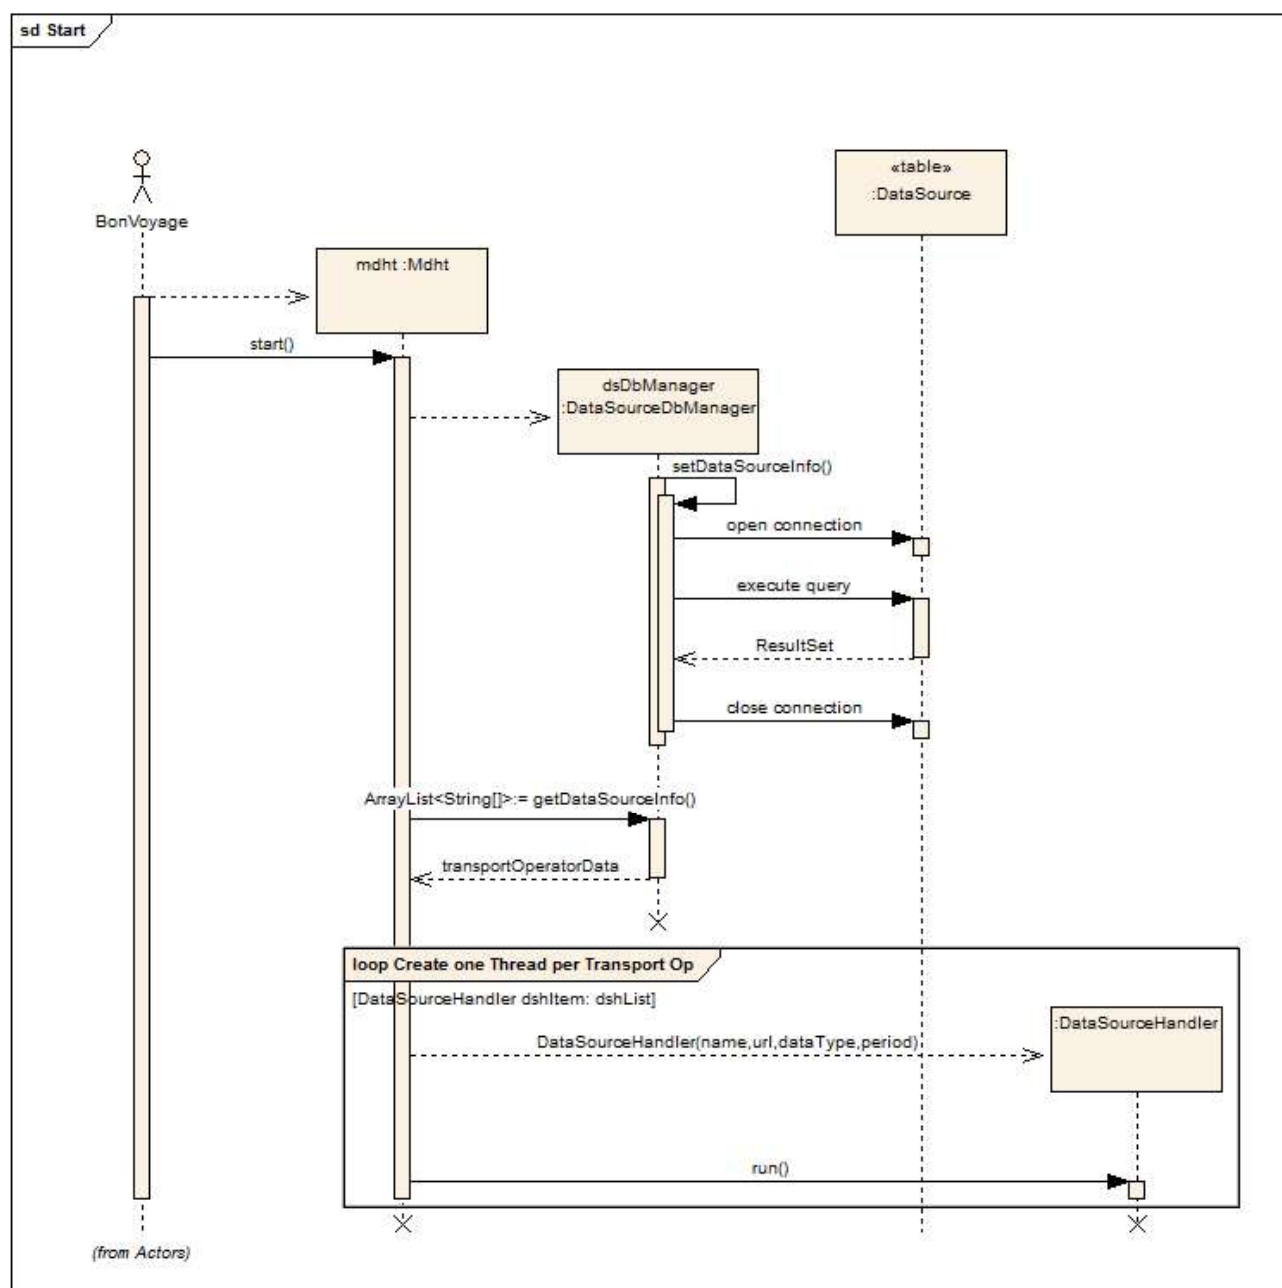 sd Start
«table»
:DataSource
BonVoyage
mdht :Mdht
start()
dsDbManager
:DataSourceDbManager
setDataSourceInfo()
open connection
execute query
ResultSet
close connection
ArrayList<String[]>:= getDataSourceInfo()
transportOperatorData
loop Create one Thread per Transport Op
[DataSourceHandler dshItem: dshList]
:DataSourceHandler
DataSourceHandler(name,url,dataType,period)
run()
(from Actors)